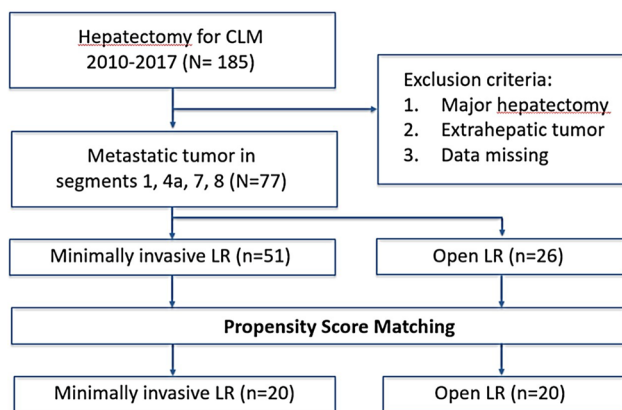 Hepatectomy for CLM
2010-2017 (N= 185)
Exclusion criteria:
1. Major hepatectomy
2. Extrahepatic tumor
3. Data missing
Metastatic tumor in
segments 1, 4a, 7, 8 (N=77)
Minimally invasive LR (n=51)
Open LR (n=26)
Propensity Score Matching
Minimally invasive LR (n=20)
Open LR (n=20)